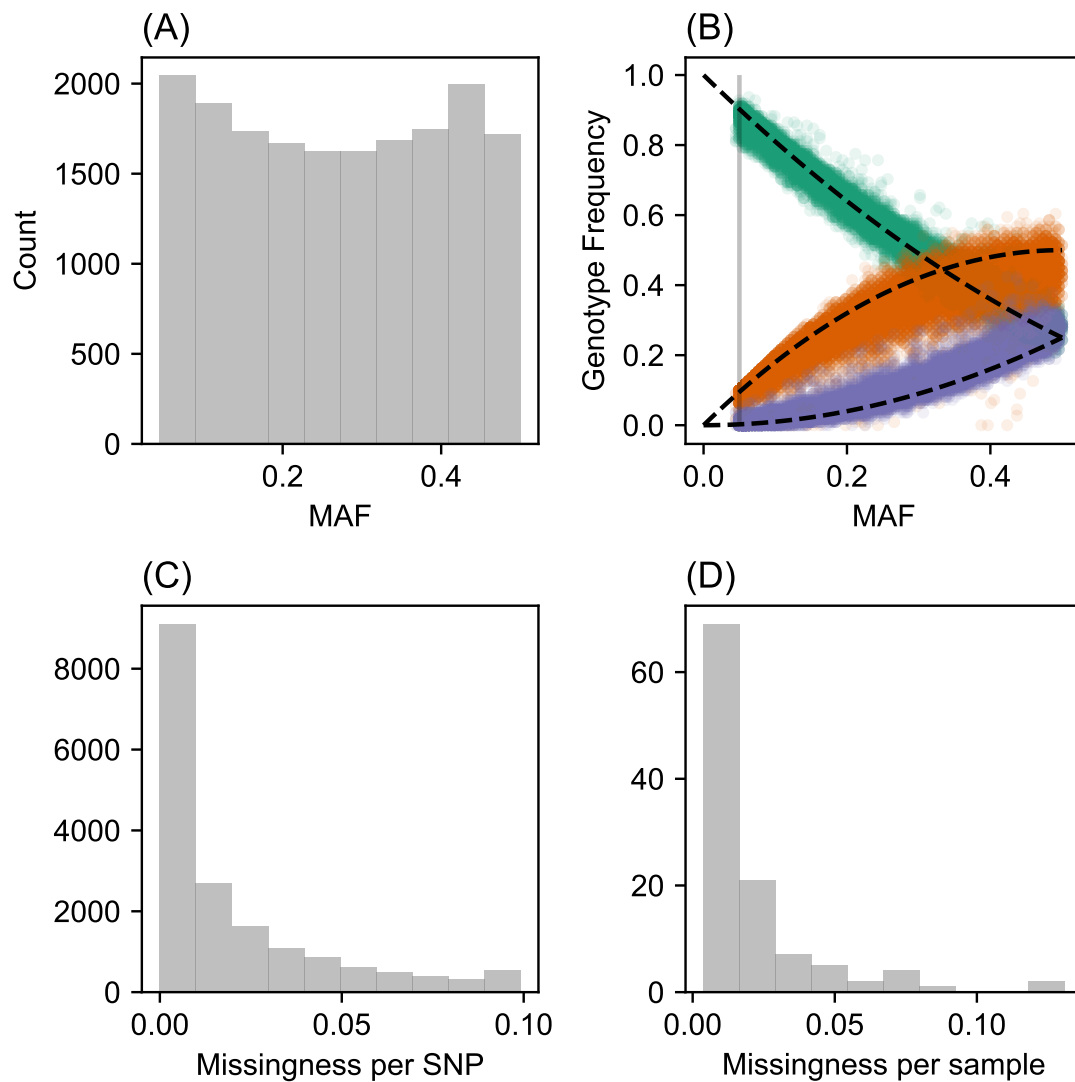 (A)
2000
1500
1000
500
0
Count
0.2 0.4
MAF
(B)
1.0
0.8
0.6
0.4
0.2
0.0
Genotype Frequency
0.0 0.2 0.4
MAF
(C)
8000
6000
4000
2000
0
0.00 0.05 0.10
Missingness per SNP
(D)
60
40
20
0
0.00 0.05 0.10
Missingness per sample